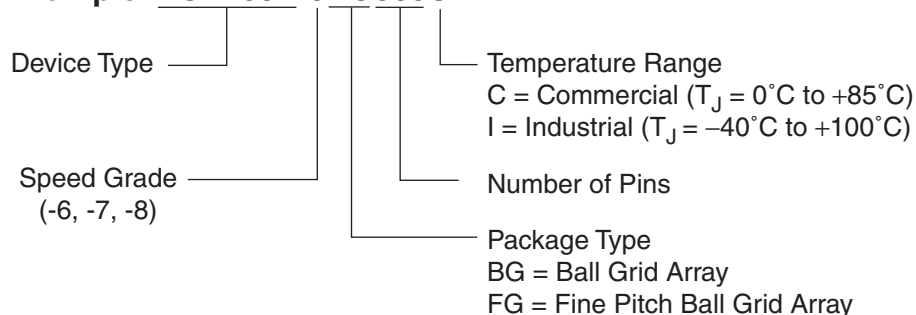 Device Type
Temperature Range
C = Commercial (TJ = 0˚C to +85˚C)
I = Industrial (TJ = −40˚C to +100˚C)
Speed Grade
(-6, -7, -8)
Number of Pins
Package Type
BG = Ball Grid Array
FG = Fine Pitch Ball Grid Array